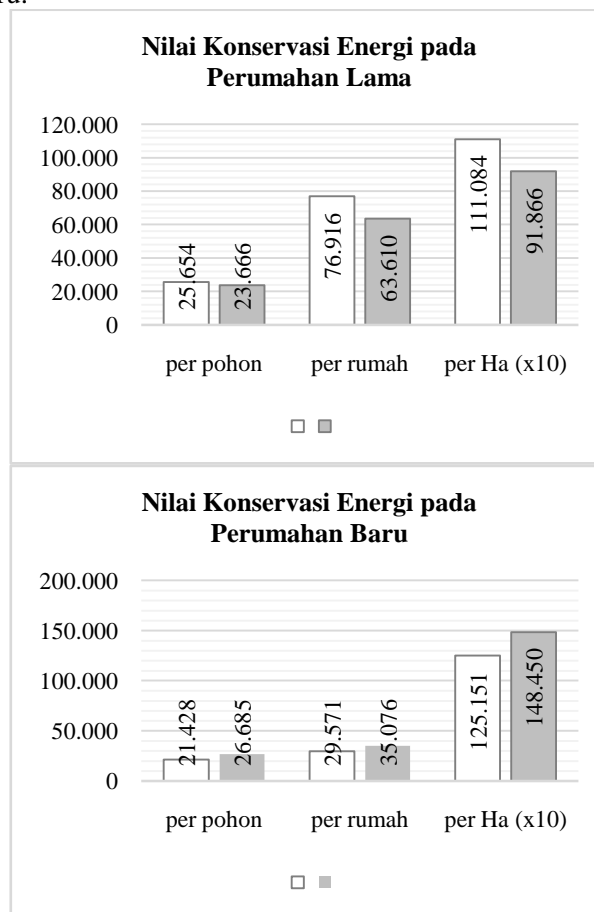 Nilai Konservasi Energi pada
Perumahan Lama
120.000
100.000
80.000
60.000
40.000
20.000
0
25.654
23.666
76.916
63.610
111.084
91.866
per pohon
per rumah
per Ha (x10)
Nilai Konservasi Energi pada
Perumahan Baru
200.000
150.000
100.000
50.000
0
21.428
26.685
29.571
35.076
125.151
148.450
per pohon
per rumah
per Ha (x10)